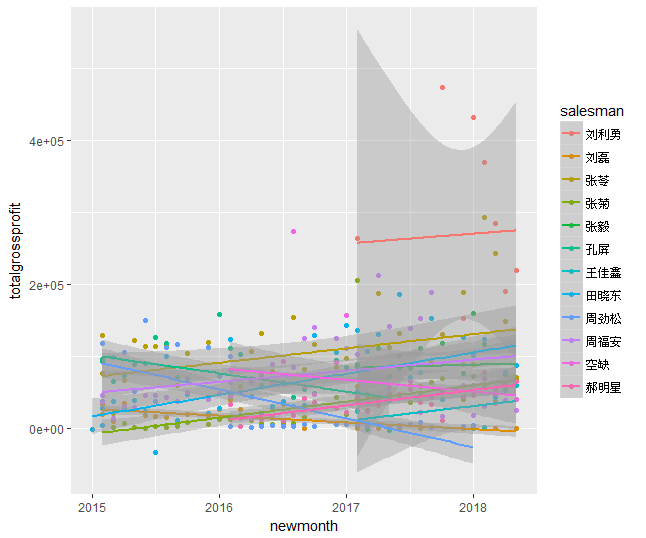 totalgrossprofit
4e+05
2e+05
0e+00
2015
2016
2017
2018
newmonth
salesman
刘利勇
刘磊
张苓
张菊
张毅
孔屏
王佳鑫
田晓东
周劲松
周福安
空缺
郝明星